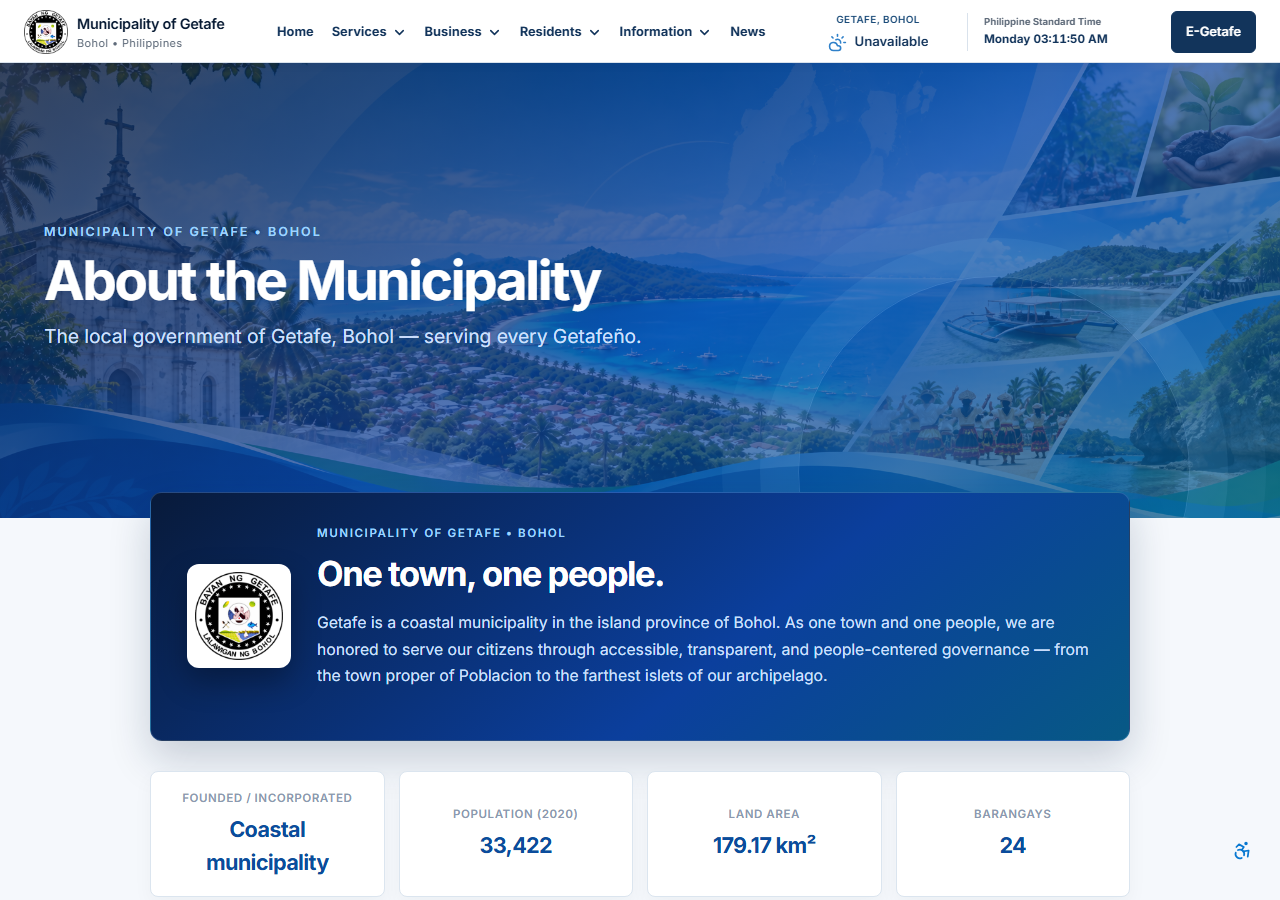 Municipality of Getafe
Bohol • Philippines
Home
Services
Business
Residents
Information
News
GETAFE, BOHOL
Unavailable
Philippine Standard Time
Monday 03:11:50 AM
E-Getafe
MUNICIPALITY OF GETAFE • BOHOL
About the Municipality
The local government of Getafe, Bohol — serving every Getafeño.
BAYAN NG GETAFE
LALAWIGAN NG BOHOL
MUNICIPALITY OF GETAFE • BOHOL
One town, one people.
Getafe is a coastal municipality in the island province of Bohol. As one town and one people, we are
honored to serve our citizens through accessible, transparent, and people-centered governance — from
the town proper of Poblacion to the farthest islets of our archipelago.
FOUNDED / INCORPORATED
Coastal
municipality
POPULATION (2020)
33,422
LAND AREA
179.17 km²
BARANGAYS
24